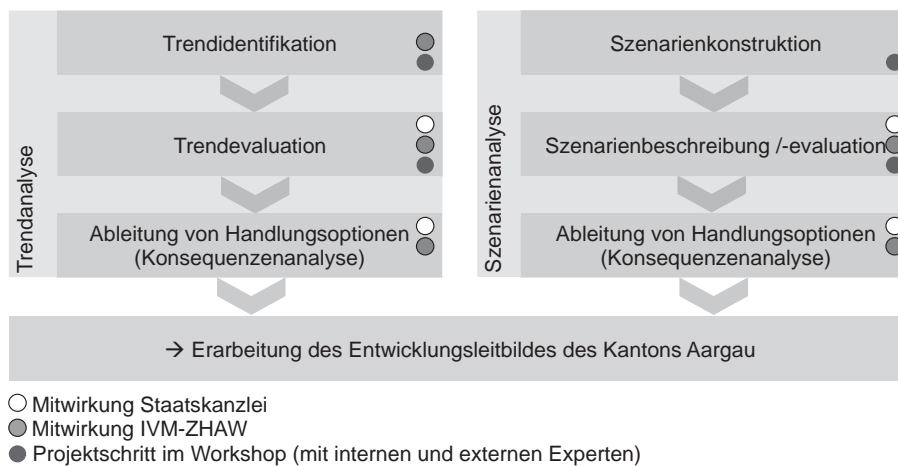 Trendanalyse
Trendidentifikation
Trendevaluation
Ableitung von Handlungsoptionen
(Konsequenzenanalyse)
Szenarienanalyse
Szenarienkonstruktion
Szenarienbeschreibung /-evaluation
Ableitung von Handlungsoptionen
(Konsequenzenanalyse)
→ Erarbeitung des Entwicklungsleitbildes des Kantons Aargau
Mitwirkung Staatskanzlei
Mitwirkung IVM-ZHAW
Projektschritt im Workshop (mit internen und externen Experten)